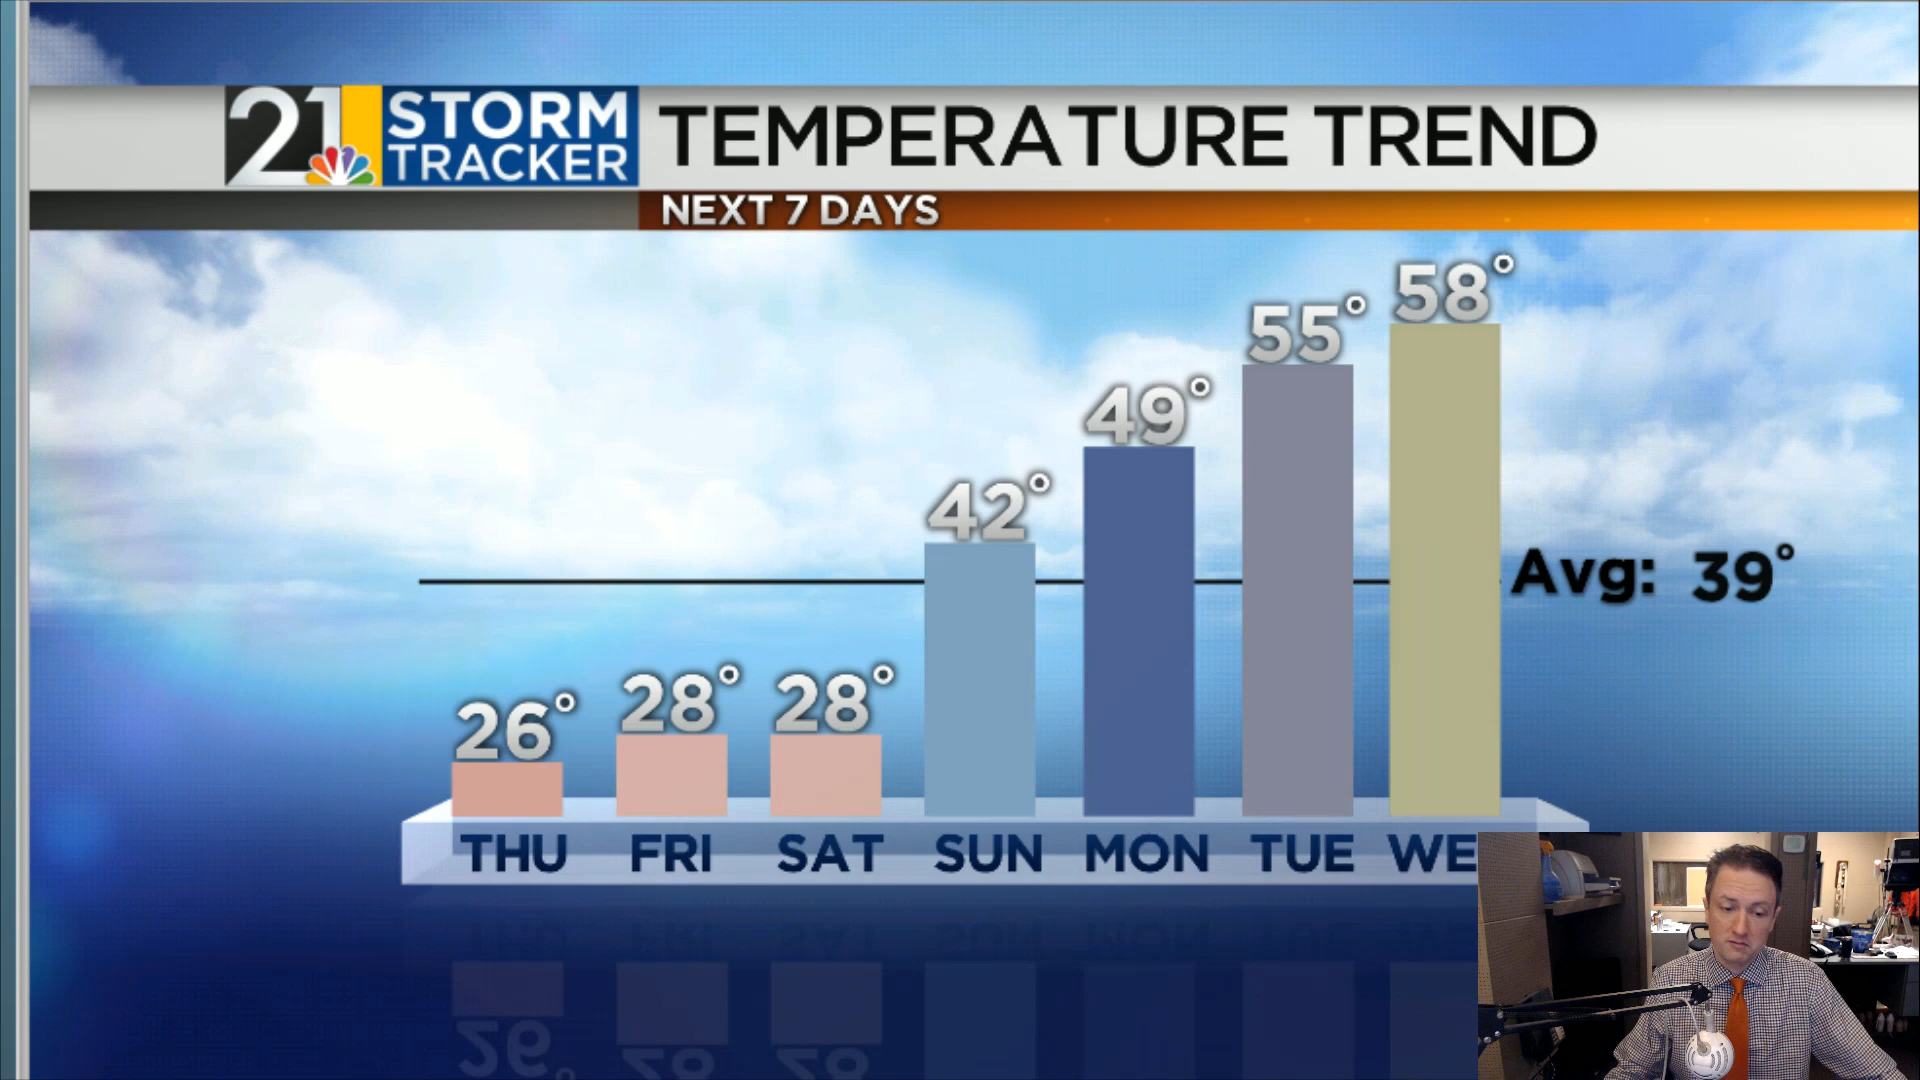 21 STORM
TRACKER
TEMPERATURE TREND
NEXT 7 DAYS
26° 28° 28° 42° 49° 55° 58°
Avg: 39°
THU FRI SAT SUN MON TUE WE